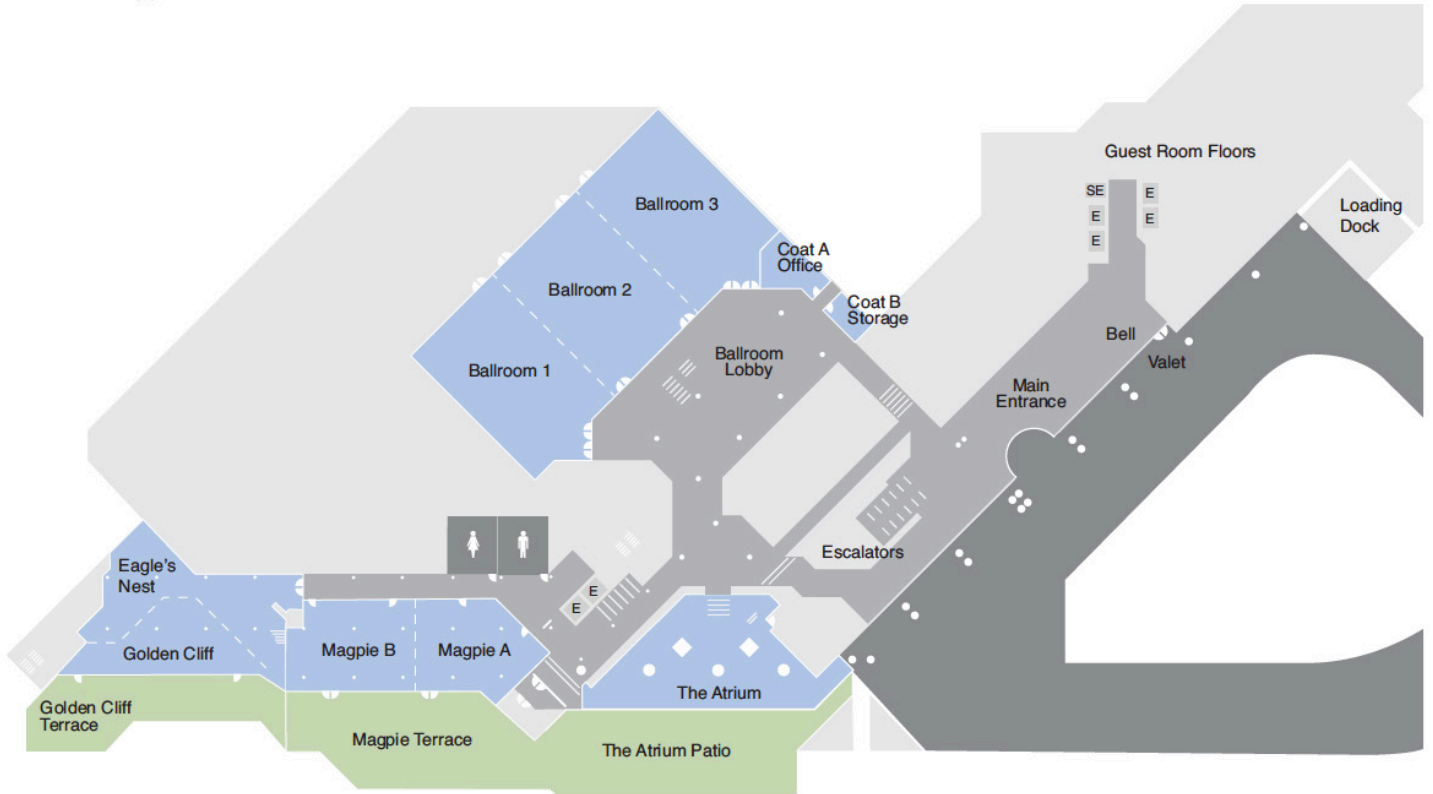 Guest Room Floors
SE
E
E
E
E
E
Loading
Dock
Ballroom 3
Coat A
Office
Ballroom 2
Coat B
Storage
Ballroom 1
Ballroom
Lobby
Bell
Valet
Main
Entrance
Escalators
Eagle's
Nest
E
E
Golden Cliff
Magpie B
Magpie A
The Atrium
Golden Cliff
Terrace
Magpie Terrace
The Atrium Patio